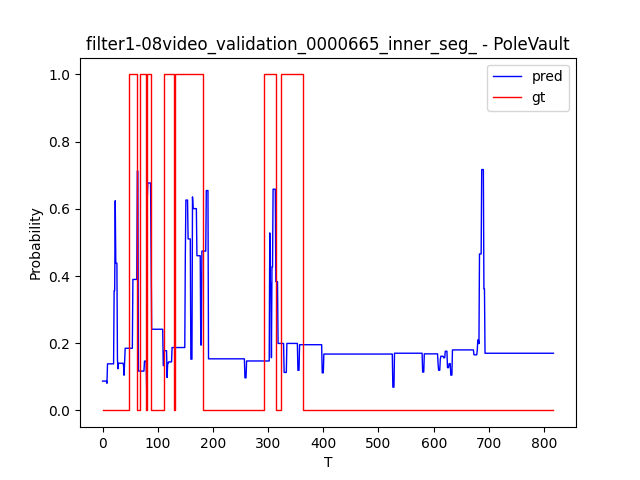 filter1-08video_validation_0000665_inner_seg_ - PoleVault
pred
gt
1.0
0.8
0.6
0.4
0.2
0.0
Probability
0 100 200 300 400 500 600 700 800
T